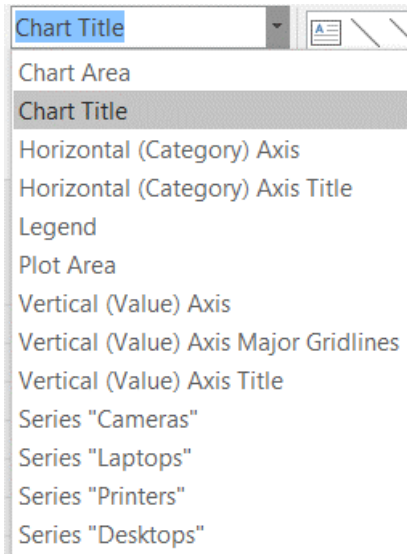 Chart Title
A
Chart Area
Chart Title
Horizontal (Category) Axis
Horizontal (Category) Axis Title
Legend
Plot Area
Vertical (Value) Axis
Vertical (Value) Axis Major Gridlines
Vertical (Value) Axis Title
Series "Cameras"
Series "Laptops"
Series "Printers"
Series "Desktops"